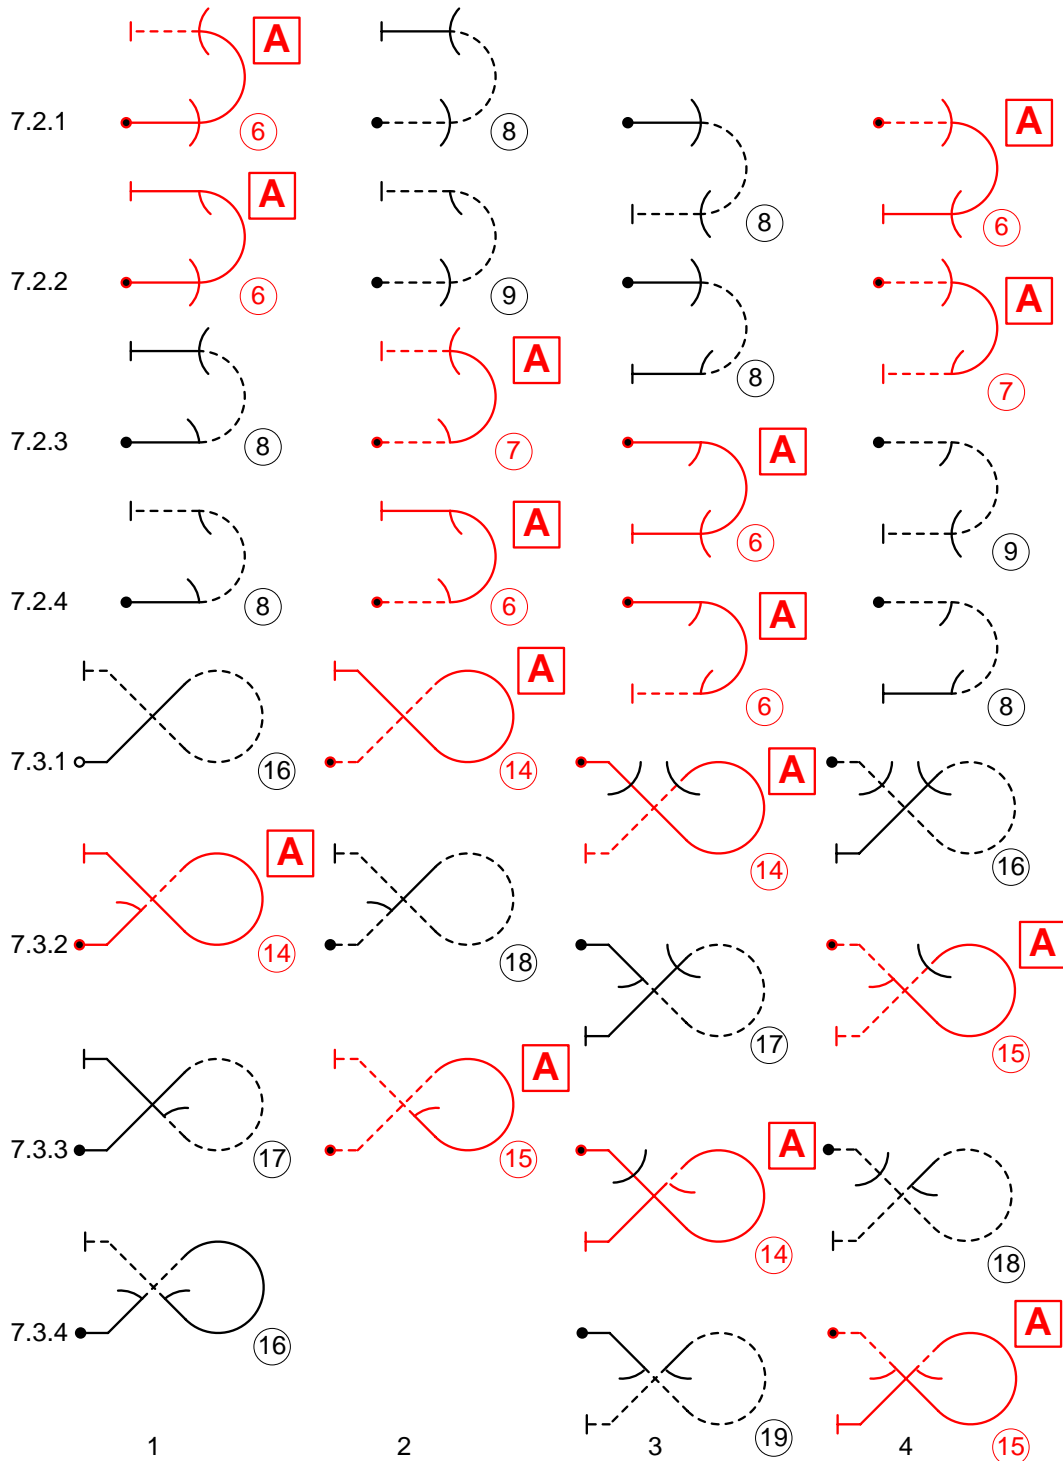 A
7.2.1 6 8 A
A 8 6
7.2.2 6 9 A
A 8 7
7.2.3 8 7 A
A 6 9
7.2.4 8 6 A
A 6 8
7.3.1 16 14 A
A 14 16
7.3.2 14 18 A
A 17 15
7.3.3 17 15 A
14 18
7.3.4 16 A
19 15
1 2 3 4